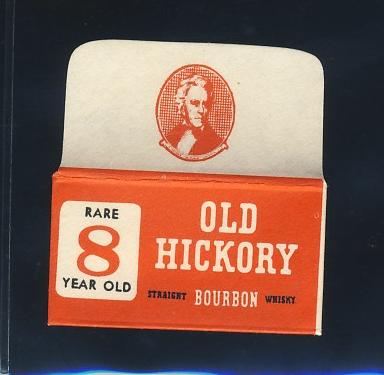 RARE
8
YEAR OLD
OLD
HICKORY
STRAIGHT BOURBON WHISKY